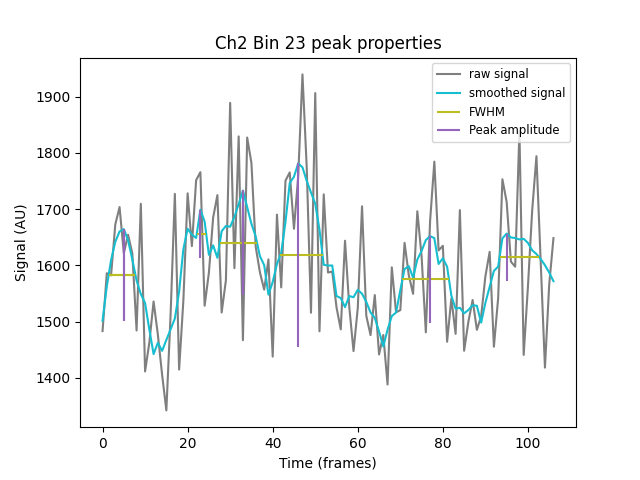 Ch2 Bin 23 peak properties
raw signal
smoothed signal
FWHM
Peak amplitude
Signal (AU)
1900
1800
1700
1600
1500
1400
0 20 40 60 80 100
Time (frames)